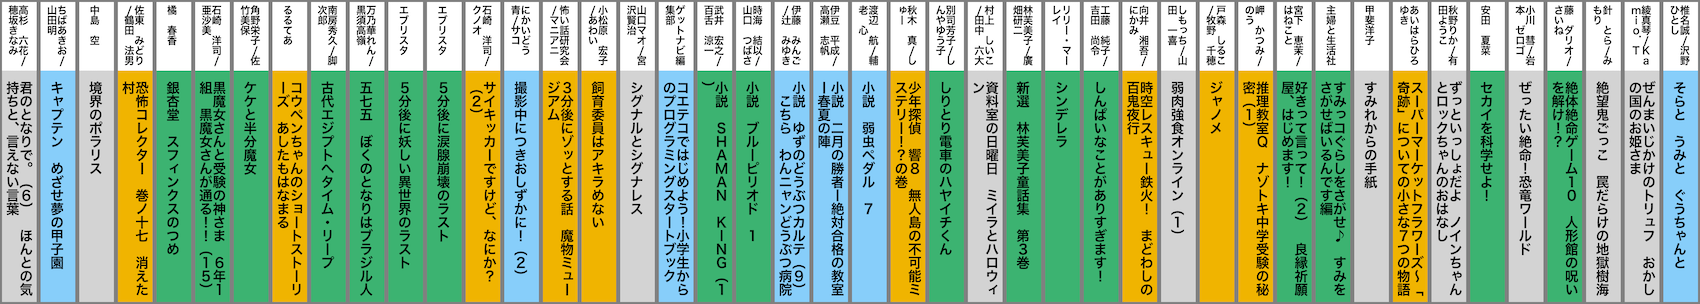 椎名誠/沢野
ひとし
そらと　うみと　ぐうちゃんと
綾真琴/Ka
mio.T
ぜんまいじかけのトリュフ　おかし
の国のお姫さま
針　とら/み
もり
絶望鬼ごっこ　罠だらけの地獄樹海
藤　ダリオ/
さいね
絶体絶命ゲーム10　人形館の呪い
を解け!?
小川　彗/岩
本　ゼロゴ
ぜったい絶命!恐竜ワールド
安田　夏菜
セカイを科学せよ!
秋野りか/有
田ようこ
ずっといっしょだよ　ノインちゃん
とロックちゃんのおはなし
あいはらひろ
ゆき
スーパーマーケットフラワーズ～「
奇跡」についての小さな7つの物語
甲斐洋子
すみれからの手紙
主婦と生活社
すみっコぐらしをさがせ♪　すみを
さがせばいるんです編
宮下　恵茉/
はねこと
好きって言って!(2)　良縁祈願
屋、はじめます!
岬　かつみ/
のう
推理教室Q　ナゾトキ中学受験の秘
密(1)
戸森　しるこ
/牧野　千穂
ジャノメ
しもっち/山
田　一喜
弱肉強食オンライン(1)
向井　湘吾/
にかみ
時空レスキュー鉄火!　まどわしの
百鬼夜行
工藤　純子/
吉田　尚令
しんぱいなことがありすぎます!
リリー・マー
レイ
シンデレラ
林芙美子/廣
畑研二
新選　林芙美子童話集　第3巻
村上　しいこ
/田中　六大
資料室の日曜日　ミイラとハロウィ
ン
別司芳子/し
んやゆう子
しりとり電車のハヤイチくん
秋木　真/し
ゅー
少年探偵　響8　無人島の不可能ミ
ステリー!?の巻
渡辺　航/輔
老　心
小説　弱虫ペダル　7
伊豆　平成/
高瀬　志帆
小説　二月の勝者ー絶対合格の教室
ー春夏の陣
伊藤　みんご
/辻　みゆき
小説　ゆずのどうぶつカルテ(9)
　こちら　わんニャンどうぶつ病院
時海　結以/
山口　つばさ
小説　ブルーピリオド　1
武井　宏之/
百舌　涼一
小説　SHAMAN　KING(1
)
ゲットナビ編
集部
コエテコではじめよう!小学生から
のプログラミングスタートブック
山口マオ/宮
沢賢治
シグナルとシグナレス
小松原　宏子
/あわい
飼育委員はアキラめない
怖い話研究会
/マニアニ
3分後にゾッとする話　魔物ミュー
ジアム
にかいどう
青/サコ
撮影中につきおしずかに!(2)
石崎　洋司/
クノオ
サイキッカーですけど、なにか?
(2)
エブリスタ
5分後に涙腺崩壊のラスト
エブリスタ
5分後に妖しい異世界のラスト
万乃華れん/
黒須高嶺
五七五　ぼくのとなりはブラジル人
南房秀久/脚
次郎
古代エジプトへタイム・リープ
るるてあ
コウペンちゃんのショートストーリ
ーズ　あしたもはなまる
角野栄子/佐
竹美保
ケケと半分魔女
石崎　洋司/
亜沙美
黒魔女さんと受験の神さま　6年1
組　黒魔女さんが通る!!(15)
橘　春香
銀杏堂　スフィンクスのつめ
佐東　みどり
/鶴田　法男
恐怖コレクター　巻ノ十七　消えた
村
中島　空
境界のポラリス
ちばあきお/
山田明
キャプテン　めざせ夢の甲子園
高杉　六花/
穂坂きなみ
君のとなりで。(6)　ほんとの気
持ちと、言えない言葉